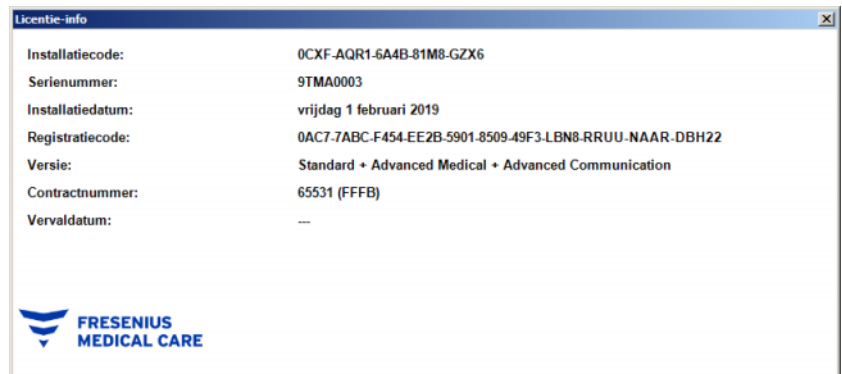 Licentie-info
Installatiecode: 0CXF-AQR1-6A4B-81M8-GZX6
Serienummer: 9TMA0003
Installatiedatum: vrijdag 1 februari 2019
Registratiecode: 0AC7-7ABC-F454-EE2B-5901-8509-49F3-LBN8-RRUU-NAAR-DBH22
Versie: Standard + Advanced Medical + Advanced Communication
Contractnummer: 65531 (FFFB)
Vervaldatum: ---
FRESENIUS
MEDICAL CARE